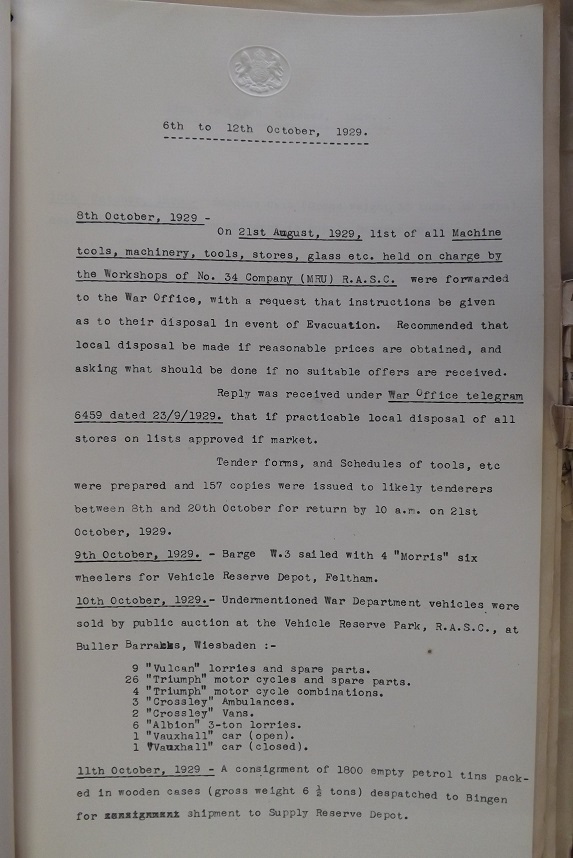 6th to 12th October, 1929.
8th October, 1929 -
On 21st August, 1929, list of all Machine
tools, machinery, tools, stores, glass etc. held on charge by
the Workshops of No. 34 Company (MRU) R.A.S.C. were forwarded
to the War Office, with a request that instructions be given
as to their disposal in event of Evacuation. Recommended that
local disposal be made if reasonable prices are obtained, and
asking what should be done if no suitable offers are received.
Reply was received under War Office telegram
6459 dated 23/9/1929. that if practicable local disposal of all
stores on lists approved if market.
Tender forms, and Schedules of tools, etc
were prepared and 157 copies were issued to likely tenderers
between 8th and 20th October for return by 10 a.m. on 21st
October, 1929.
9th October, 1929. - Barge W.3 sailed with 4 "Morris" six
wheelers for Vehicle Reserve Depot, Feltham.
10th October, 1929.- Undermentioned War Department vehicles were
sold by public auction at the Vehicle Reserve Park, R.A.S.C., at
Buller Barracks, Wiesbaden :-
9 "Vulcan" lorries and spare parts.
26 "Triumph" motor cycles and spare parts.
4 "Triumph" motor cycle combinations.
3 "Crossley" Ambulances.
2 "Crossley" Vans.
6 "Albion" 3-ton lorries.
1 "Vauxhall" car (open).
1 "Vauxhall" car (closed).
11th October, 1929 - A consignment of 1800 empty petrol tins pack-
ed in wooden cases (gross weight 6 ½ tons) despatched to Bingen
for shipment to Supply Reserve Depot.